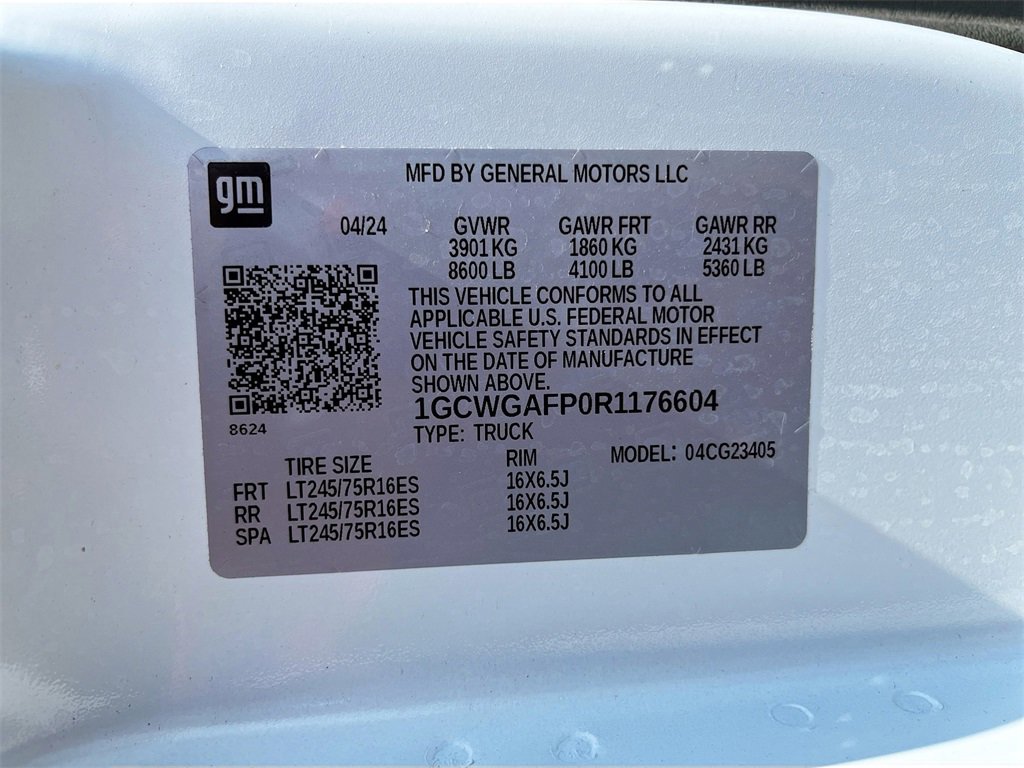 gm
MFD BY GENERAL MOTORS LLC
04/24 GVWR GAWR FRT GAWR RR
3901 KG 1860 KG 2431 KG
8600 LB 4100 LB 5360 LB
THIS VEHICLE CONFORMS TO ALL
APPLICABLE U.S. FEDERAL MOTOR
VEHICLE SAFETY STANDARDS IN EFFECT
ON THE DATE OF MANUFACTURE
SHOWN ABOVE.
1GCWGAFP0R1176604
8624
TYPE: TRUCK
TIRE SIZE RIM MODEL: 04CG23405
FRT LT245/75R16ES 16X6.5J
RR LT245/75R16ES 16X6.5J
SPA LT245/75R16ES 16X6.5J